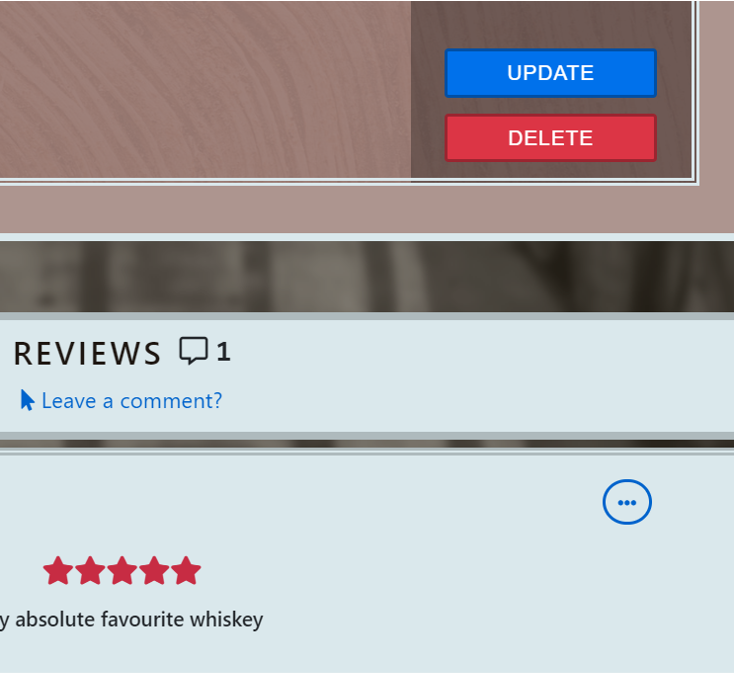 UPDATE
DELETE
REVIEWS 1
Leave a comment?
y absolute favourite whiskey